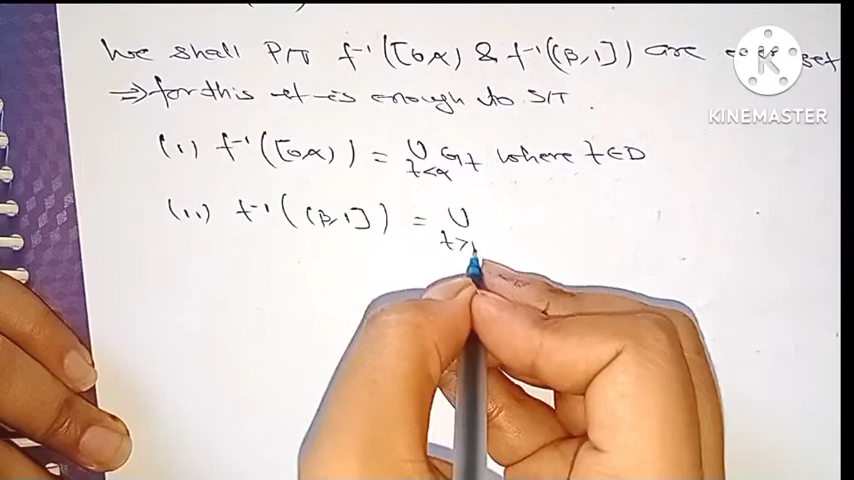 We shall P/T f⁻¹([0,α) & f⁻¹((β,1]) are set
⇒ for this it is enough to S/T .
(i) f⁻¹([0,α)) = ∪ Gt where t∈D
t<α
(ii) f⁻¹((β,1]) = ∪
t>
KINEMASTER